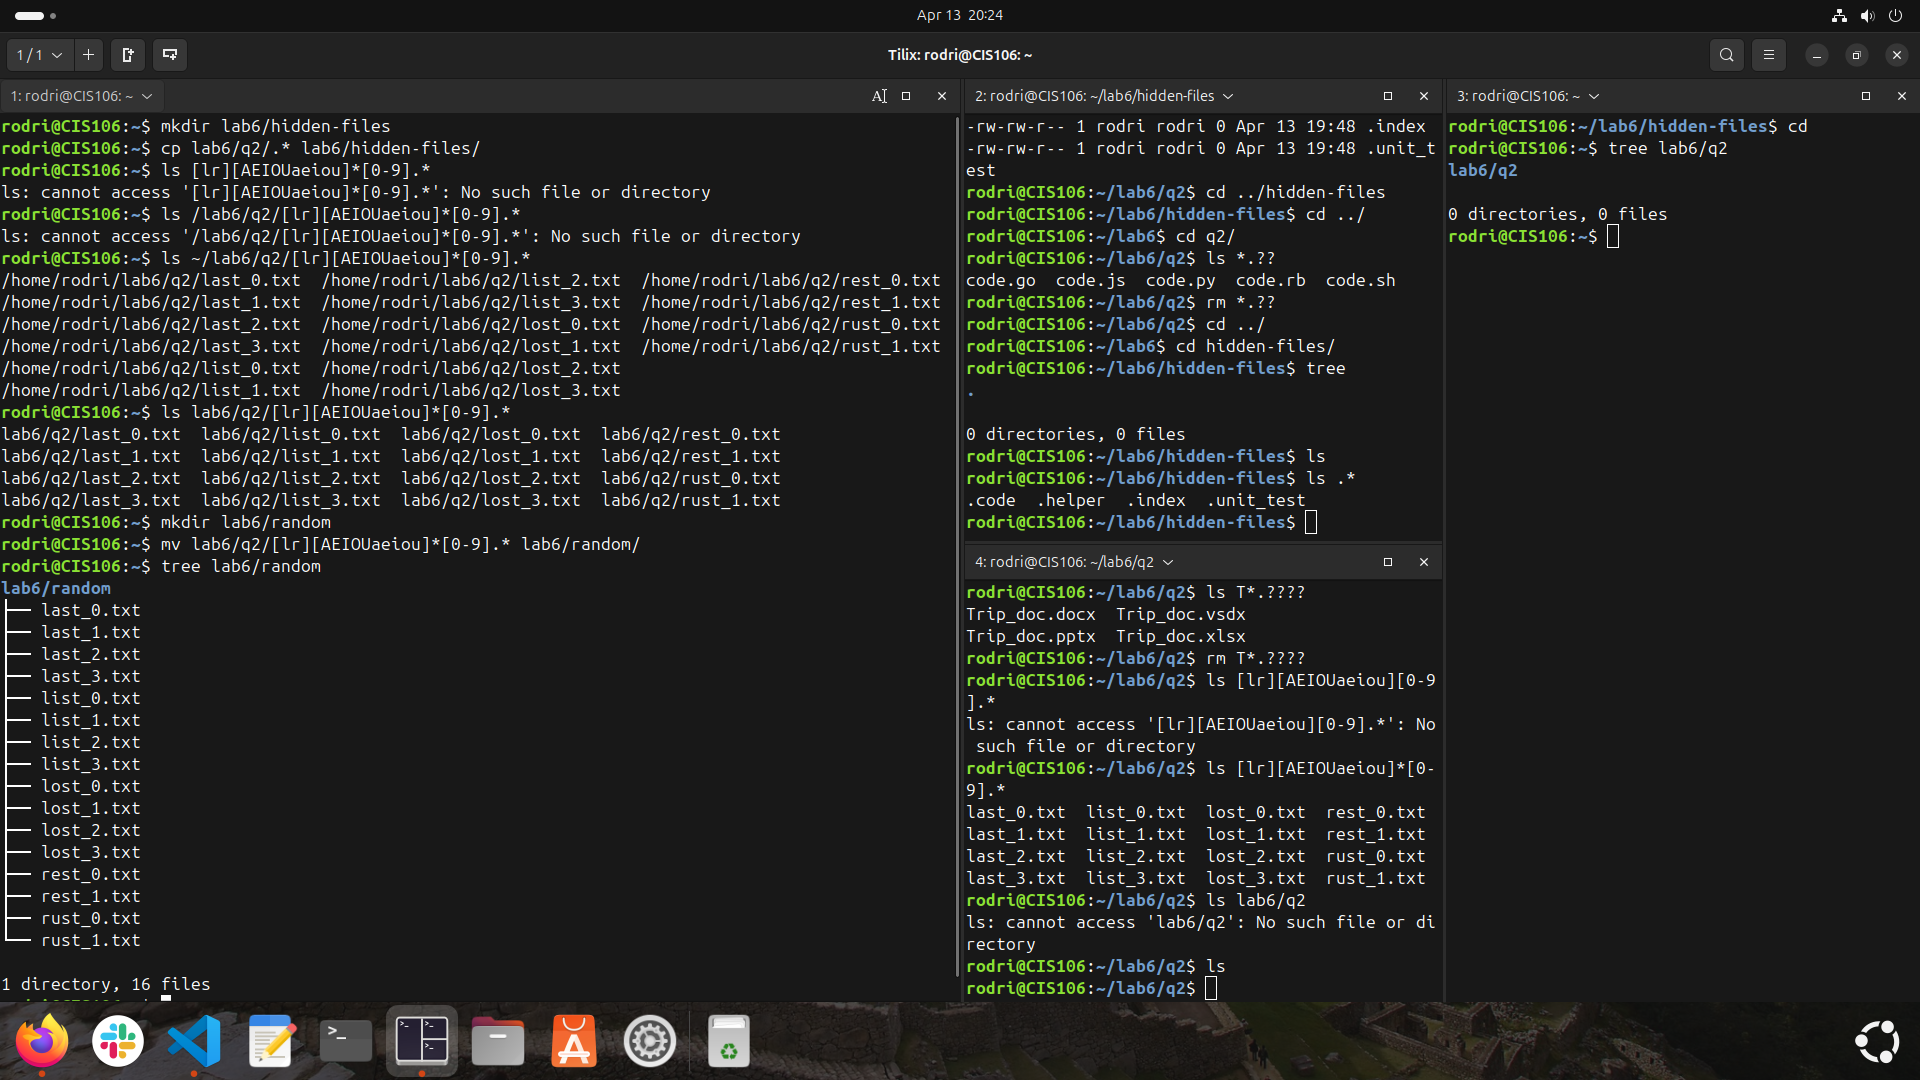 Apr 13 20:24
1 / 1
Tilix: rodri@CIS106: ~
1: rodri@CIS106: ~
rodri@CIS106:~$ mkdir lab6/hidden-files
rodri@CIS106:~$ cp lab6/q2/.* lab6/hidden-files/
rodri@CIS106:~$ ls [lr][AEIOUaeiou]*[0-9].*
ls: cannot access '[lr][AEIOUaeiou]*[0-9].*': No such file or directory
rodri@CIS106:~$ ls /lab6/q2/[lr][AEIOUaeiou]*[0-9].*
ls: cannot access '/lab6/q2/[lr][AEIOUaeiou]*[0-9].*': No such file or directory
rodri@CIS106:~$ ls ~/lab6/q2/[lr][AEIOUaeiou]*[0-9].*
/home/rodri/lab6/q2/last_0.txt  /home/rodri/lab6/q2/list_2.txt  /home/rodri/lab6/q2/rest_0.txt
/home/rodri/lab6/q2/last_1.txt  /home/rodri/lab6/q2/list_3.txt  /home/rodri/lab6/q2/rest_1.txt
/home/rodri/lab6/q2/last_2.txt  /home/rodri/lab6/q2/lost_0.txt  /home/rodri/lab6/q2/rust_0.txt
/home/rodri/lab6/q2/last_3.txt  /home/rodri/lab6/q2/lost_1.txt  /home/rodri/lab6/q2/rust_1.txt
/home/rodri/lab6/q2/list_0.txt  /home/rodri/lab6/q2/lost_2.txt
/home/rodri/lab6/q2/list_1.txt  /home/rodri/lab6/q2/lost_3.txt
rodri@CIS106:~$ ls lab6/q2/[lr][AEIOUaeiou]*[0-9].*
lab6/q2/last_0.txt  lab6/q2/list_0.txt  lab6/q2/lost_0.txt  lab6/q2/rest_0.txt
lab6/q2/last_1.txt  lab6/q2/list_1.txt  lab6/q2/lost_1.txt  lab6/q2/rest_1.txt
lab6/q2/last_2.txt  lab6/q2/list_2.txt  lab6/q2/lost_2.txt  lab6/q2/rust_0.txt
lab6/q2/last_3.txt  lab6/q2/list_3.txt  lab6/q2/lost_3.txt  lab6/q2/rust_1.txt
rodri@CIS106:~$ mkdir lab6/random
rodri@CIS106:~$ mv lab6/q2/[lr][AEIOUaeiou]*[0-9].* lab6/random/
rodri@CIS106:~$ tree lab6/random
lab6/random
├── last_0.txt
├── last_1.txt
├── last_2.txt
├── last_3.txt
├── list_0.txt
├── list_1.txt
├── list_2.txt
├── list_3.txt
├── lost_0.txt
├── lost_1.txt
├── lost_2.txt
├── lost_3.txt
├── rest_0.txt
├── rest_1.txt
├── rust_0.txt
└── rust_1.txt
1 directory, 16 files
2: rodri@CIS106: ~/lab6/hidden-files
-rw-rw-r-- 1 rodri rodri 0 Apr 13 19:48 .index
-rw-rw-r-- 1 rodri rodri 0 Apr 13 19:48 .unit_t
est
rodri@CIS106:~/lab6/q2$ cd ../hidden-files
rodri@CIS106:~/lab6/hidden-files$ cd ../
rodri@CIS106:~/lab6$ cd q2/
rodri@CIS106:~/lab6/q2$ ls *.??
code.go  code.js  code.py  code.rb  code.sh
rodri@CIS106:~/lab6/q2$ rm *.??
rodri@CIS106:~/lab6/q2$ cd ../
rodri@CIS106:~/lab6$ cd hidden-files/
rodri@CIS106:~/lab6/hidden-files$ tree
.
0 directories, 0 files
rodri@CIS106:~/lab6/hidden-files$ ls
rodri@CIS106:~/lab6/hidden-files$ ls .*
.code  .helper  .index  .unit_test
rodri@CIS106:~/lab6/hidden-files$
4: rodri@CIS106: ~/lab6/q2
rodri@CIS106:~/lab6/q2$ ls T*.????
Trip_doc.docx  Trip_doc.vsdx
Trip_doc.pptx  Trip_doc.xlsx
rodri@CIS106:~/lab6/q2$ rm T*.????
rodri@CIS106:~/lab6/q2$ ls [lr][AEIOUaeiou][0-9
].*
ls: cannot access '[lr][AEIOUaeiou][0-9].*': No
such file or directory
rodri@CIS106:~/lab6/q2$ ls [lr][AEIOUaeiou]*[0-
9].*
last_0.txt  list_0.txt  lost_0.txt  rest_0.txt
last_1.txt  list_1.txt  lost_1.txt  rest_1.txt
last_2.txt  list_2.txt  lost_2.txt  rust_0.txt
last_3.txt  list_3.txt  lost_3.txt  rust_1.txt
rodri@CIS106:~/lab6/q2$ ls lab6/q2
ls: cannot access 'lab6/q2': No such file or di
rectory
rodri@CIS106:~/lab6/q2$ ls
rodri@CIS106:~/lab6/q2$
3: rodri@CIS106: ~
rodri@CIS106:~/lab6/hidden-files$ cd
rodri@CIS106:~$ tree lab6/q2
lab6/q2
0 directories, 0 files
rodri@CIS106:~$